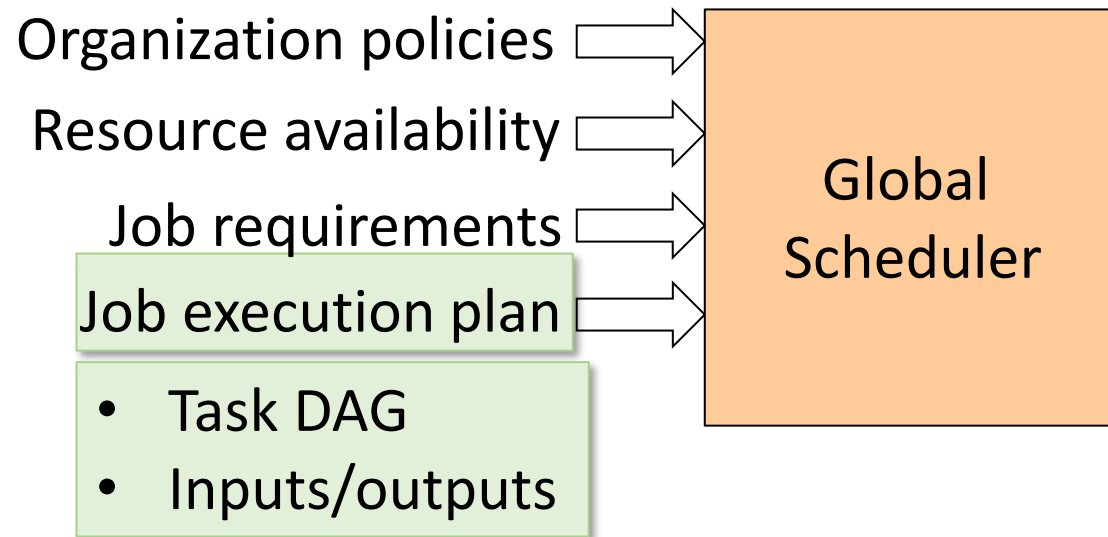 Organization policies
Resource availability
Job requirements
Job execution plan
• Task DAG
• Inputs/outputs
Global
Scheduler